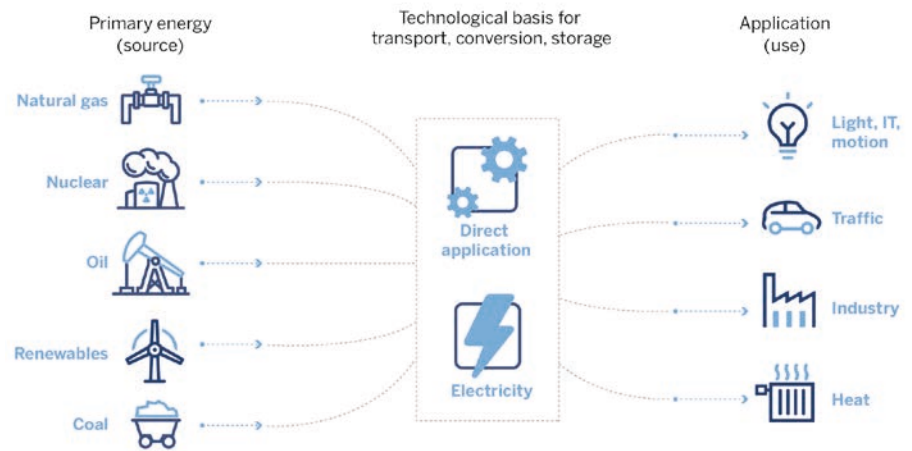 Primary energy
(source)
Technological basis for
transport, conversion, storage
Application
(use)
Natural gas
Nuclear
Oil
Renewables
Coal
Direct
application
Electricity
Light, IT,
motion
Traffic
Industry
Heat